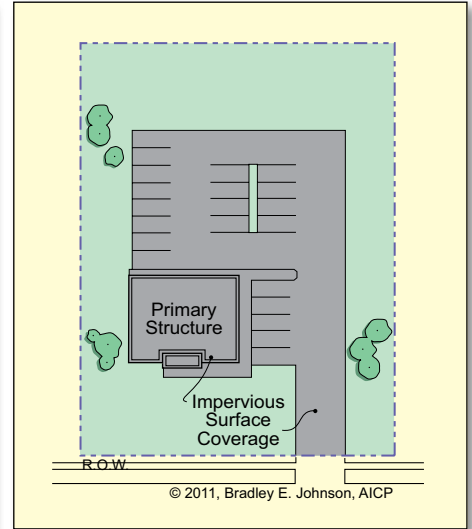 Primary
Structure
Impervious
Surface
Coverage
R.O.W.
© 2011, Bradley E. Johnson, AICP